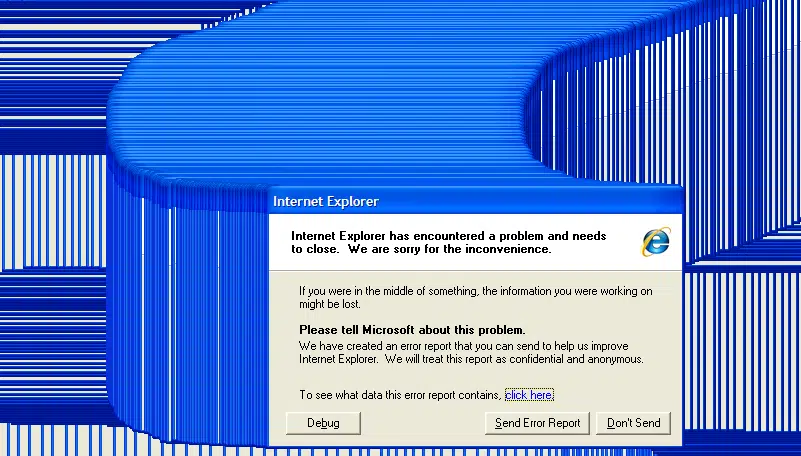 Internet Explorer
Internet Explorer has encountered a problem and needs
to close.  We are sorry for the inconvenience.
If you were in the middle of something, the information you were working on
might be lost.
Please tell Microsoft about this problem.
We have created an error report that you can send to help us improve
Internet Explorer.  We will treat this report as confidential and anonymous.
To see what data this error report contains, click here.
Debug
Send Error Report
Don't Send